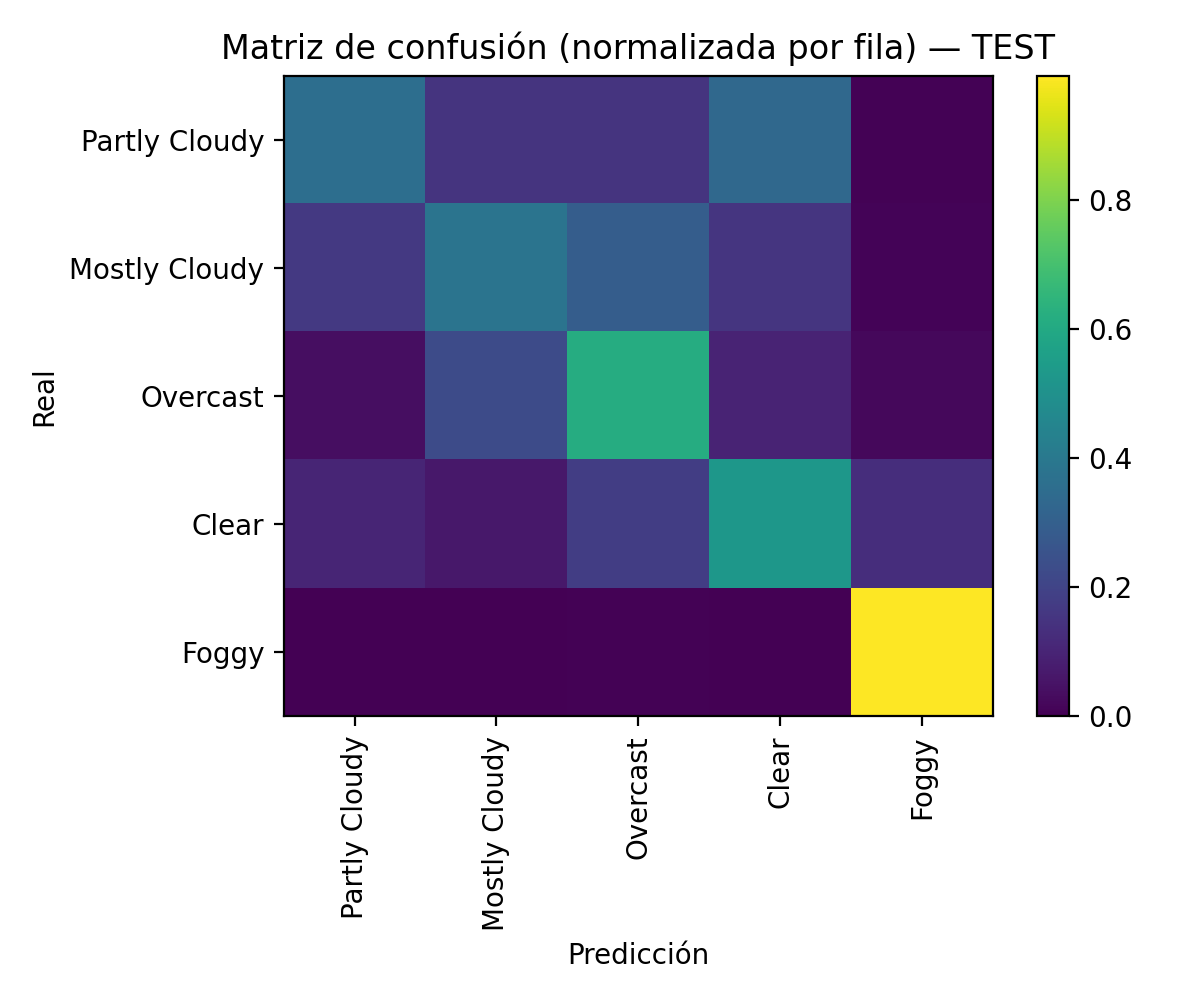 Matriz de confusión (normalizada por fila) — TEST
Partly Cloudy
Mostly Cloudy
Overcast
Clear
Foggy
Real
Partly Cloudy
Mostly Cloudy
Overcast
Clear
Foggy
Predicción
0.8
0.6
0.4
0.2
0.0